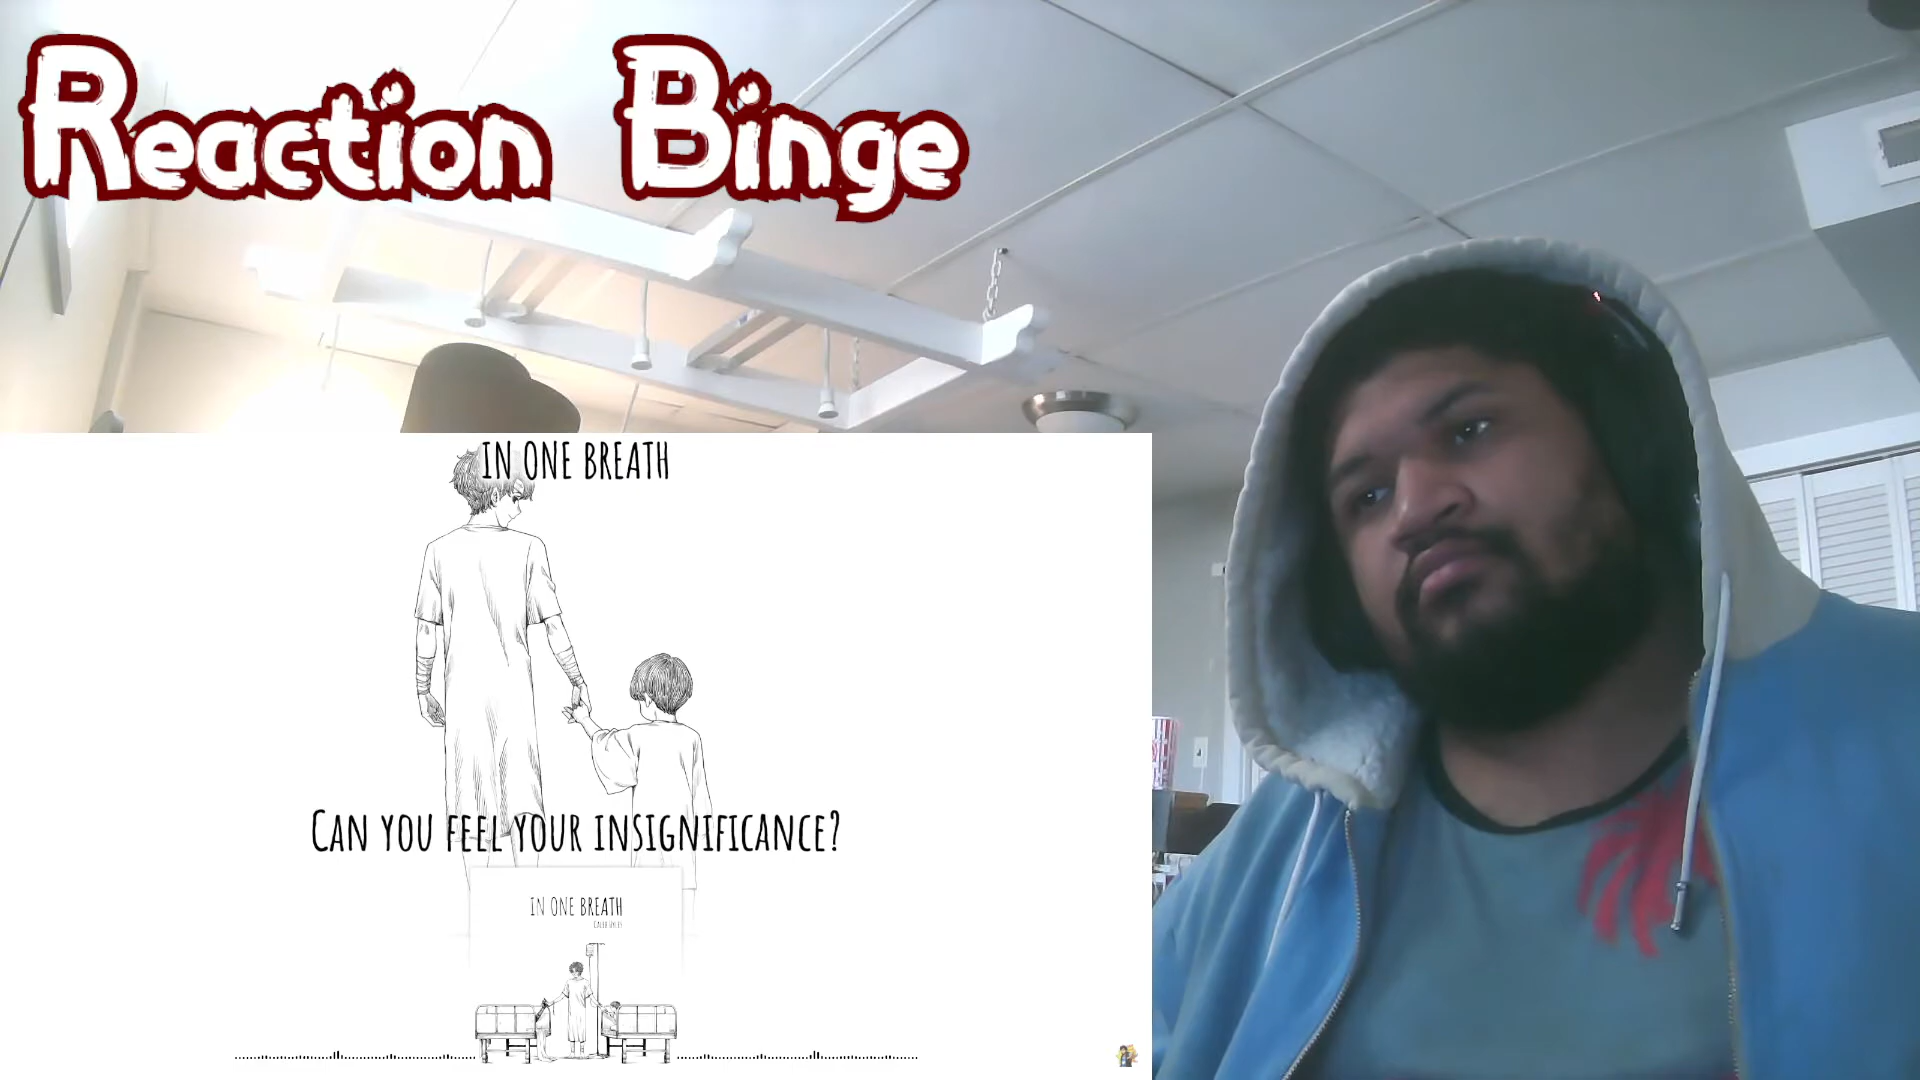 Reaction Binge
IN ONE BREATH
CAN YOU FEEL YOUR INSIGNIFICANCE?
IN ONE BREATH